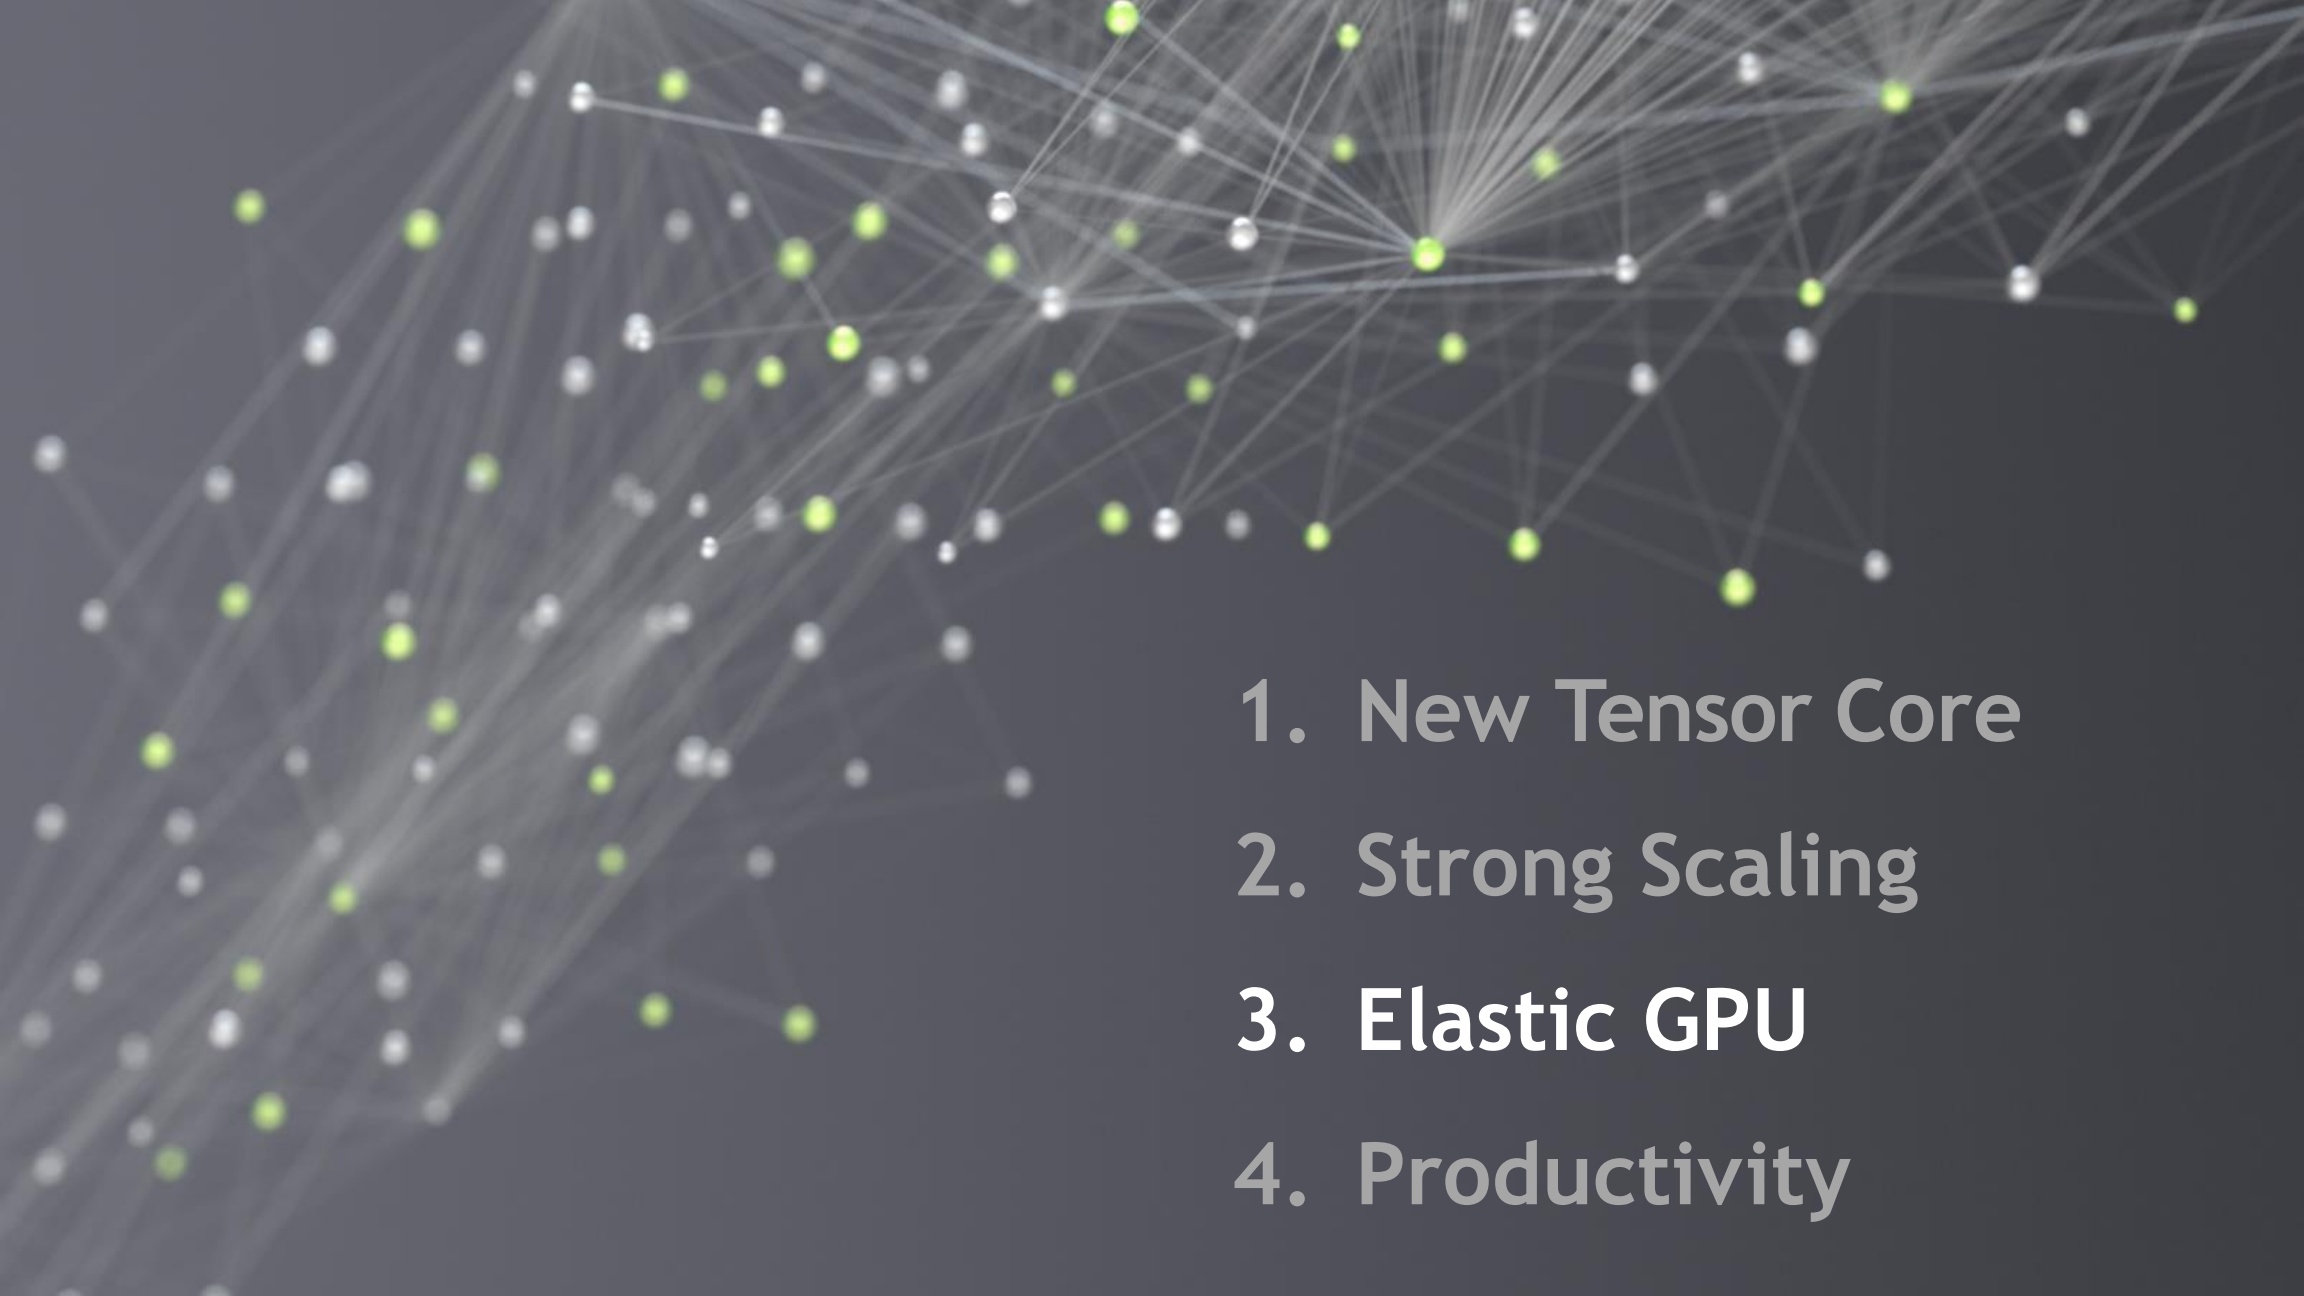 1. New Tensor Core
2. Strong Scaling
3. Elastic GPU
4. Productivity